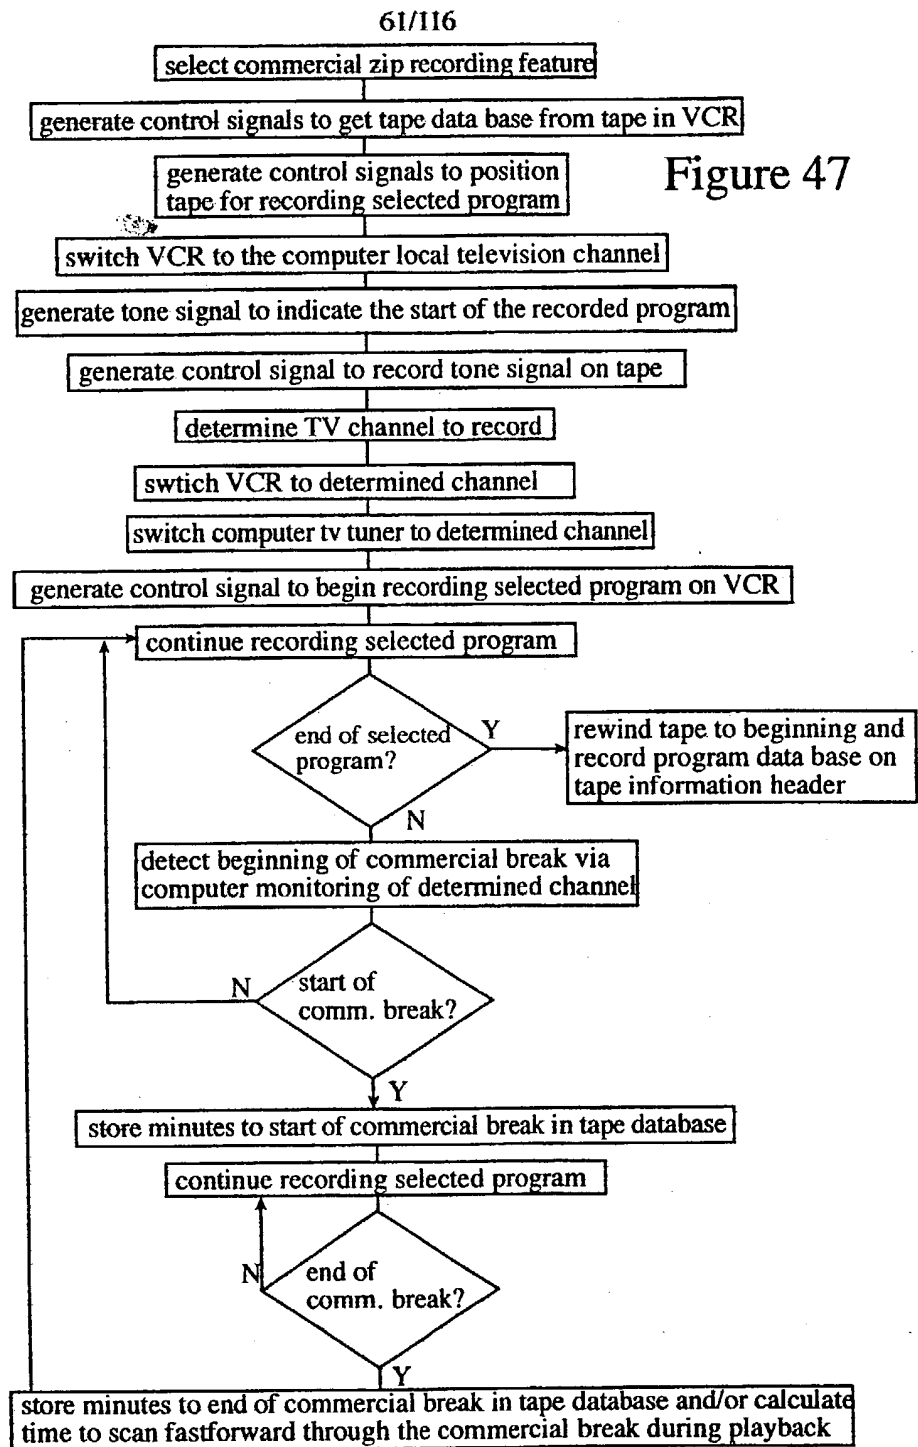 61/116
select commercial zip recording feature
generate control signals to get tape data base from tape in VCR
Figure 47
generate control signals to position
tape for recording selected program
switch VCR to the computer local television channel
generate tone signal to indicate the start of the recorded program
generate control signal to record tone signal on tape
determine TV channel to record
swtich VCR to determined channel
switch computer tv tuner to determined channel
generate control signal to begin recording selected program on VCR
continue recording selected program
end of selected
program?
Y
rewind tape to beginning and
record program data base on
tape information header
N
detect beginning of commercial break via
computer monitoring of determined channel
N
start of
comm. break?
Y
store minutes to start of commercial break in tape database
continue recording selected program
N
end of
comm. break?
Y
store minutes to end of commercial break in tape database and/or calculate
time to scan fastforward through the commercial break during playback